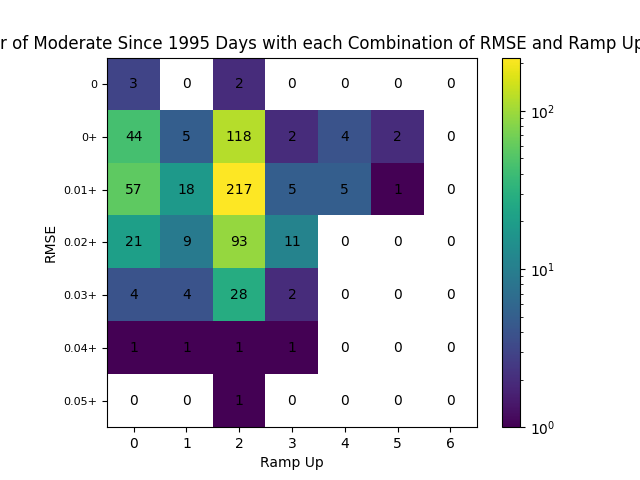 r of Moderate Since 1995 Days with each Combination of RMSE and Ramp Up
0 3 0 2 0 0 0 0
0+ 44 5 118 2 4 2 0
0.01+ 57 18 217 5 5 1 0
0.02+ 21 9 93 11 0 0 0
0.03+ 4 4 28 2 0 0 0
0.04+ 1 1 1 1 0 0 0
0.05+ 0 0 1 0 0 0 0
0 1 2 3 4 5 6
Ramp Up
RMSE
10²
10¹
10⁰